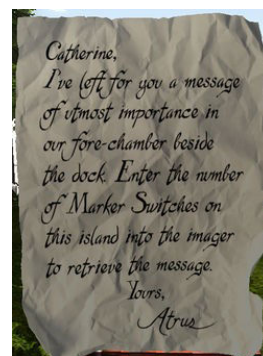 Catherine,
I've left for you a message
of utmost importance in
our fore-chamber beside
the dock. Enter the number
of Marker Switches on
this island into the imager
to retrieve the message.
Yours,
Atrus